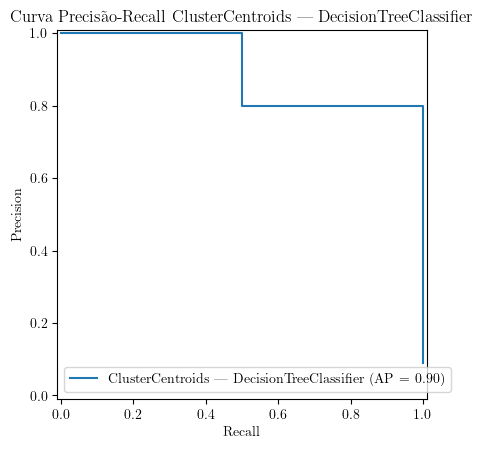 Curva Precisão-Recall ClusterCentroids — DecisionTreeClassifier
1.0
0.8
0.6
0.4
0.2
0.0
Precision
ClusterCentroids — DecisionTreeClassifier (AP = 0.90)
0.0 0.2 0.4 0.6 0.8 1.0
Recall